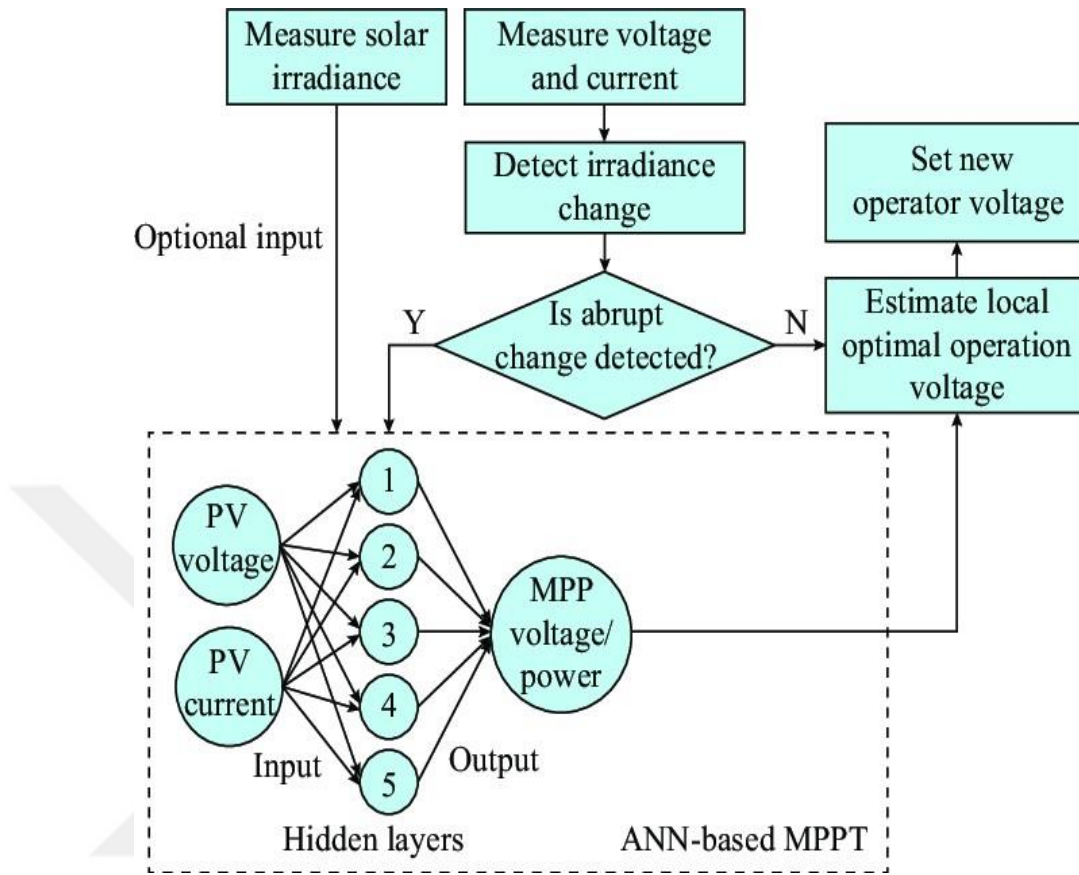 Measure solar
irradiance
Measure voltage
and current
Detect irradiance
change
Set new
operator voltage
Optional input
Y
Is abrupt
change detected?
N
Estimate local
optimal operation
voltage
PV
voltage
PV
current
1
2
3
4
5
MPP
voltage/
power
Input
Output
Hidden layers
ANN-based MPPT